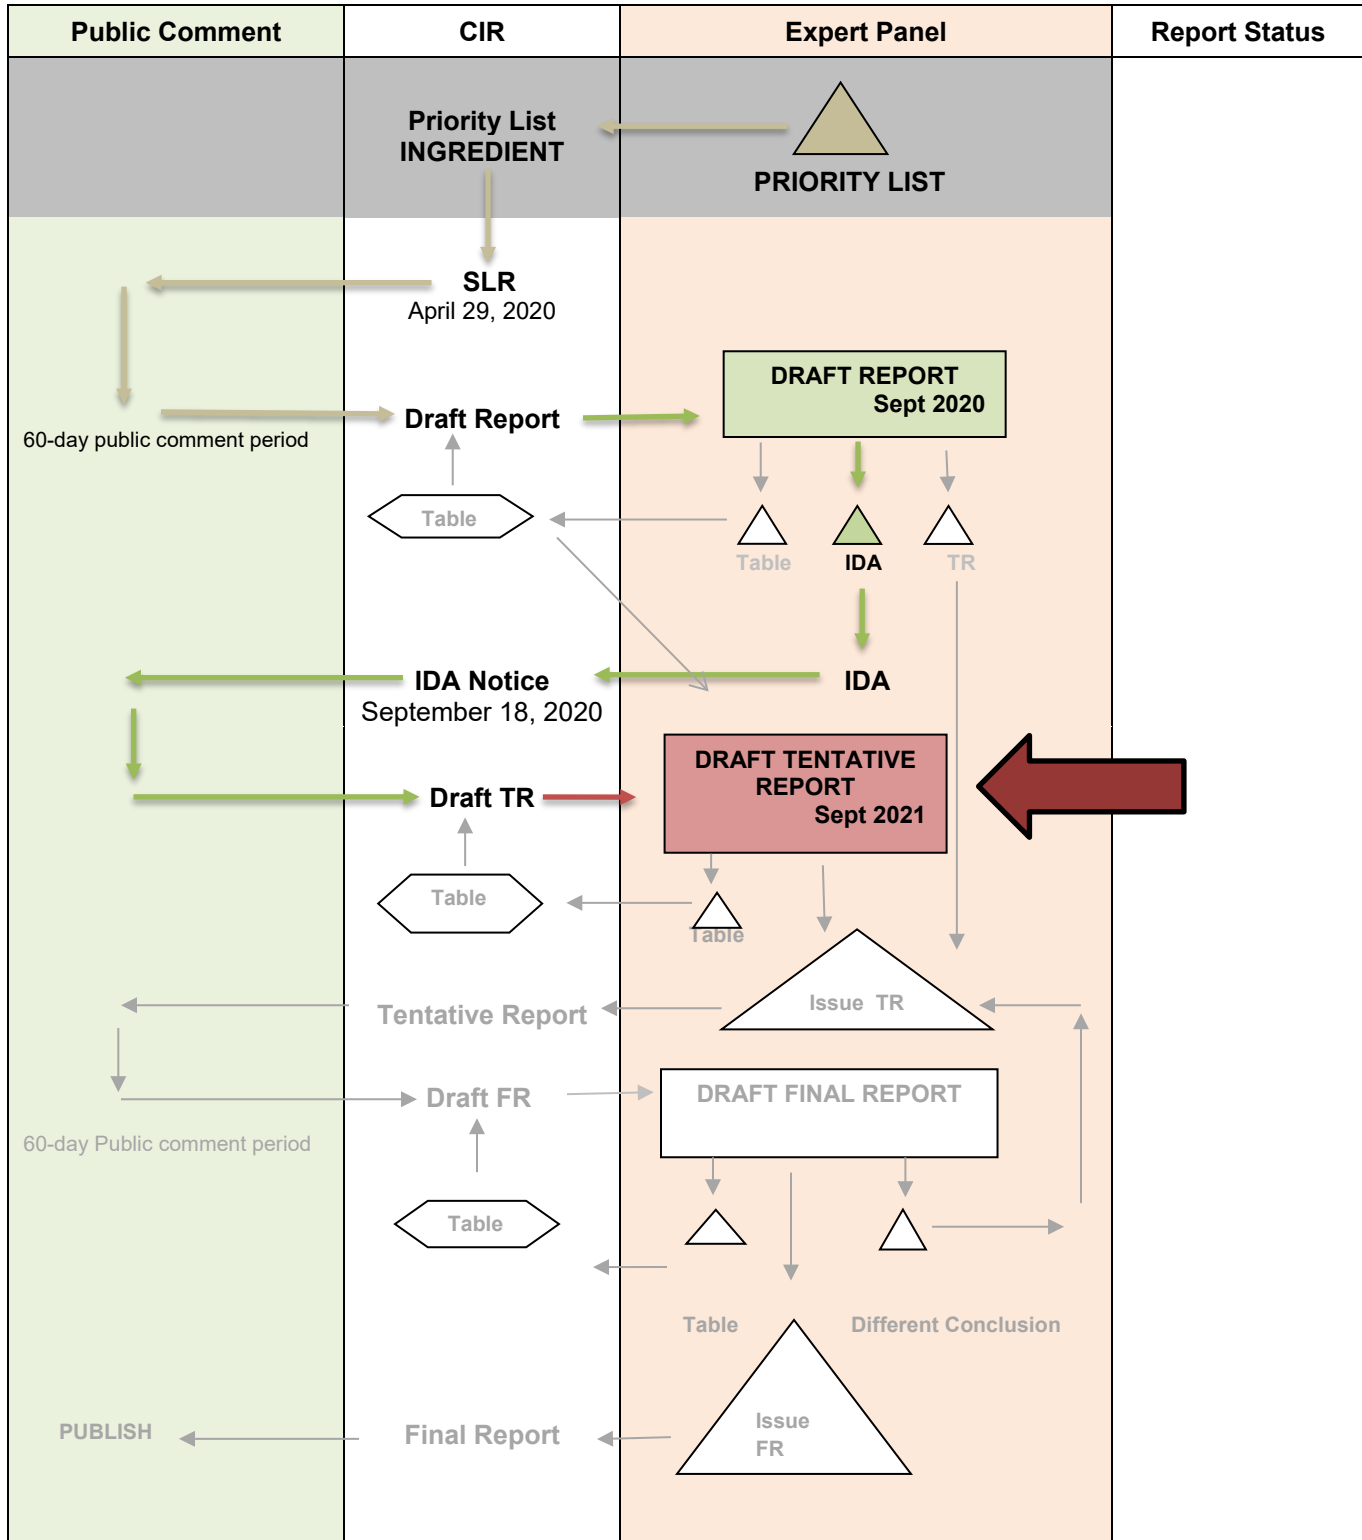 Public Comment
CIR
Expert Panel
Report Status
Priority List
INGREDIENT
PRIORITY LIST
SLR
April 29, 2020
60-day public comment period
Draft Report
DRAFT REPORT
Sept 2020
Table
Table
IDA
TR
IDA Notice
September 18, 2020
IDA
Draft TR
DRAFT TENTATIVE
REPORT
Sept 2021
Table
Table
Tentative Report
Issue TR
Draft FR
DRAFT FINAL REPORT
60-day Public comment period
Table
Table
Different Conclusion
PUBLISH
Final Report
Issue
FR